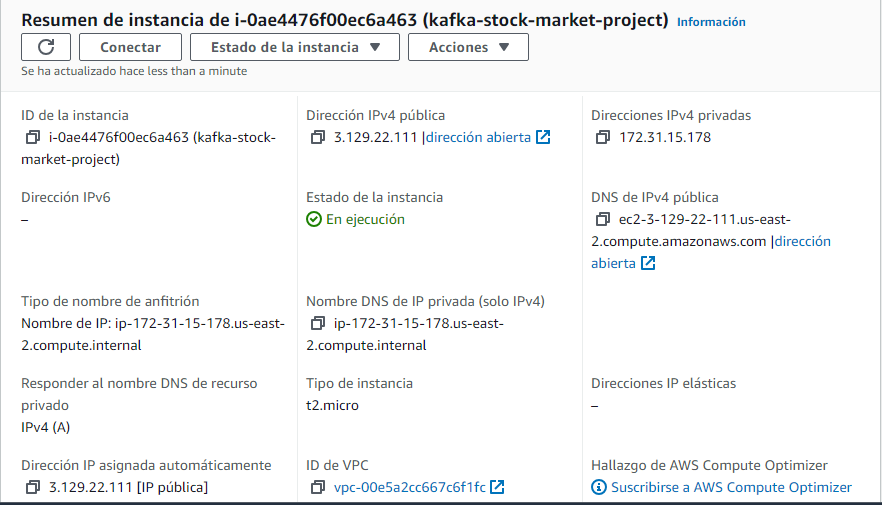 Resumen de instancia de i-0ae4476f00ec6a463 (kafka-stock-market-project) Información
Conectar
Estado de la instancia
Acciones
Se ha actualizado hace less than a minute
ID de la instancia
i-0ae4476f00ec6a463 (kafka-stock-
market-project)
Dirección IPv4 pública
3.129.22.111 |dirección abierta
Direcciones IPv4 privadas
172.31.15.178
Dirección IPv6
–
Estado de la instancia
En ejecución
DNS de IPv4 pública
ec2-3-129-22-111.us-east-
2.compute.amazonaws.com |dirección
abierta
Tipo de nombre de anfitrión
Nombre de IP: ip-172-31-15-178.us-east-
2.compute.internal
Nombre DNS de IP privada (solo IPv4)
ip-172-31-15-178.us-east-
2.compute.internal
Responder al nombre DNS de recurso
privado
IPv4 (A)
Tipo de instancia
t2.micro
Direcciones IP elásticas
–
Dirección IP asignada automáticamente
3.129.22.111 [IP pública]
ID de VPC
vpc-00e5a2cc667c6f1fc
Hallazgo de AWS Compute Optimizer
Suscribirse a AWS Compute Optimizer